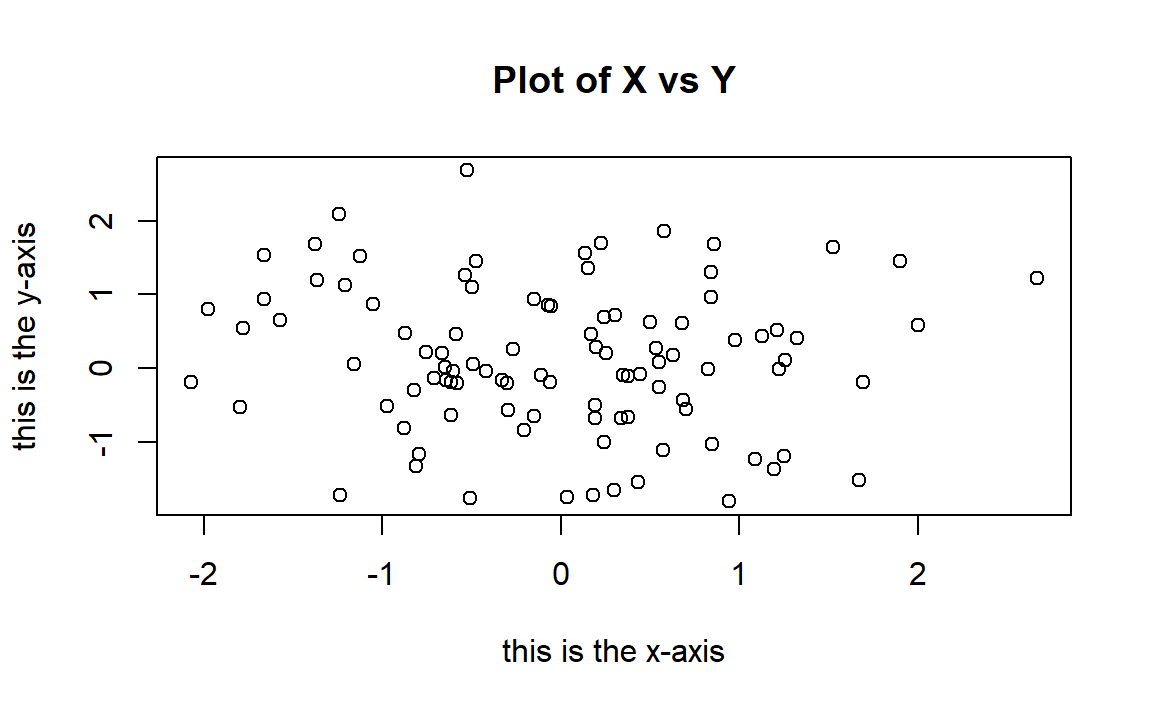 Plot of X vs Y
this is the y-axis
2
1
0
-1
-2 -1 0 1 2
this is the x-axis